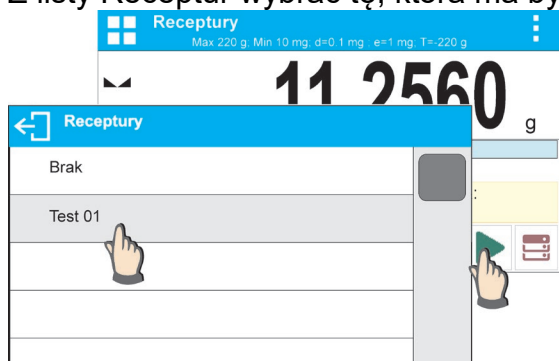 Z listy Receptur wybrać tę, która ma by
Receptury
Max 220 g; Min 10 mg; d=0.1 mg ; e=1 mg; T=-220 g
11.2560
g
Receptury
Brak
:
Test 01